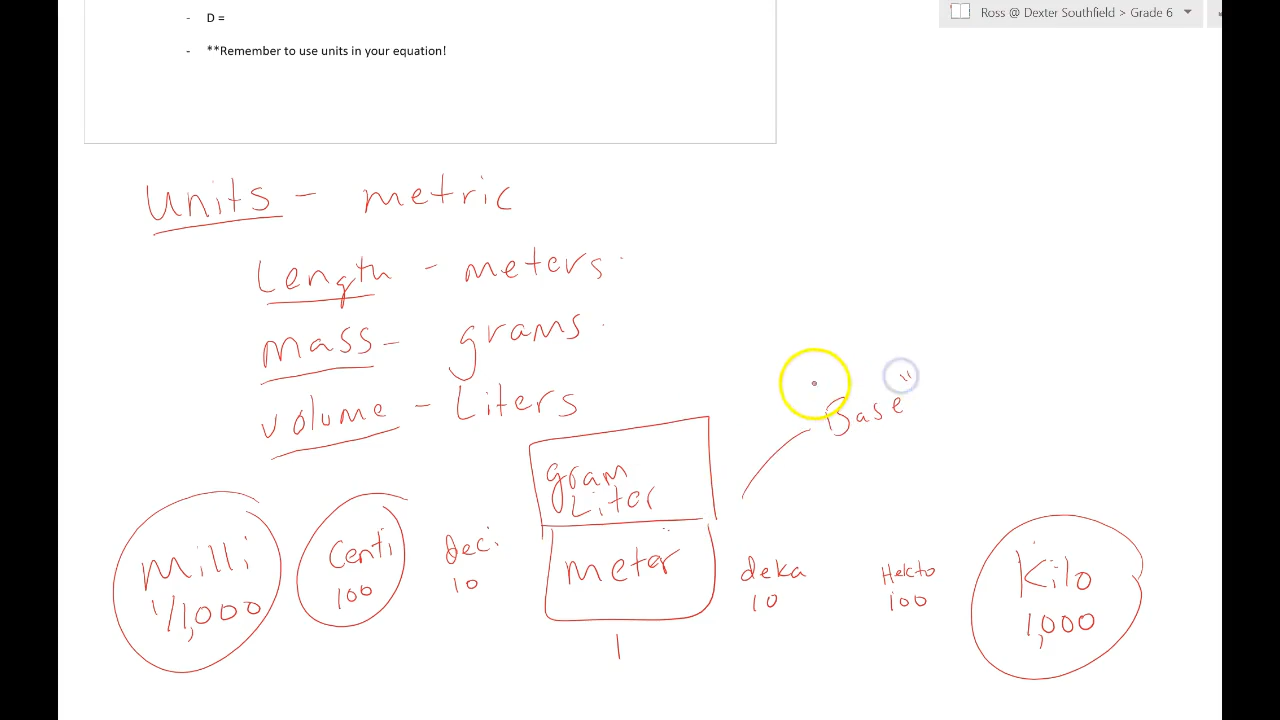 - D =
Ross @ Dexter Southfield > Grade 6
- **Remember to use units in your equation!
Units - metric
Length - meters
mass - grams
volume - Liters
Base "
gram
Liter
Milli
1/1,000
Centi
100
deci
10
meter
1
deka
10
Hekto
100
Kilo
1,000